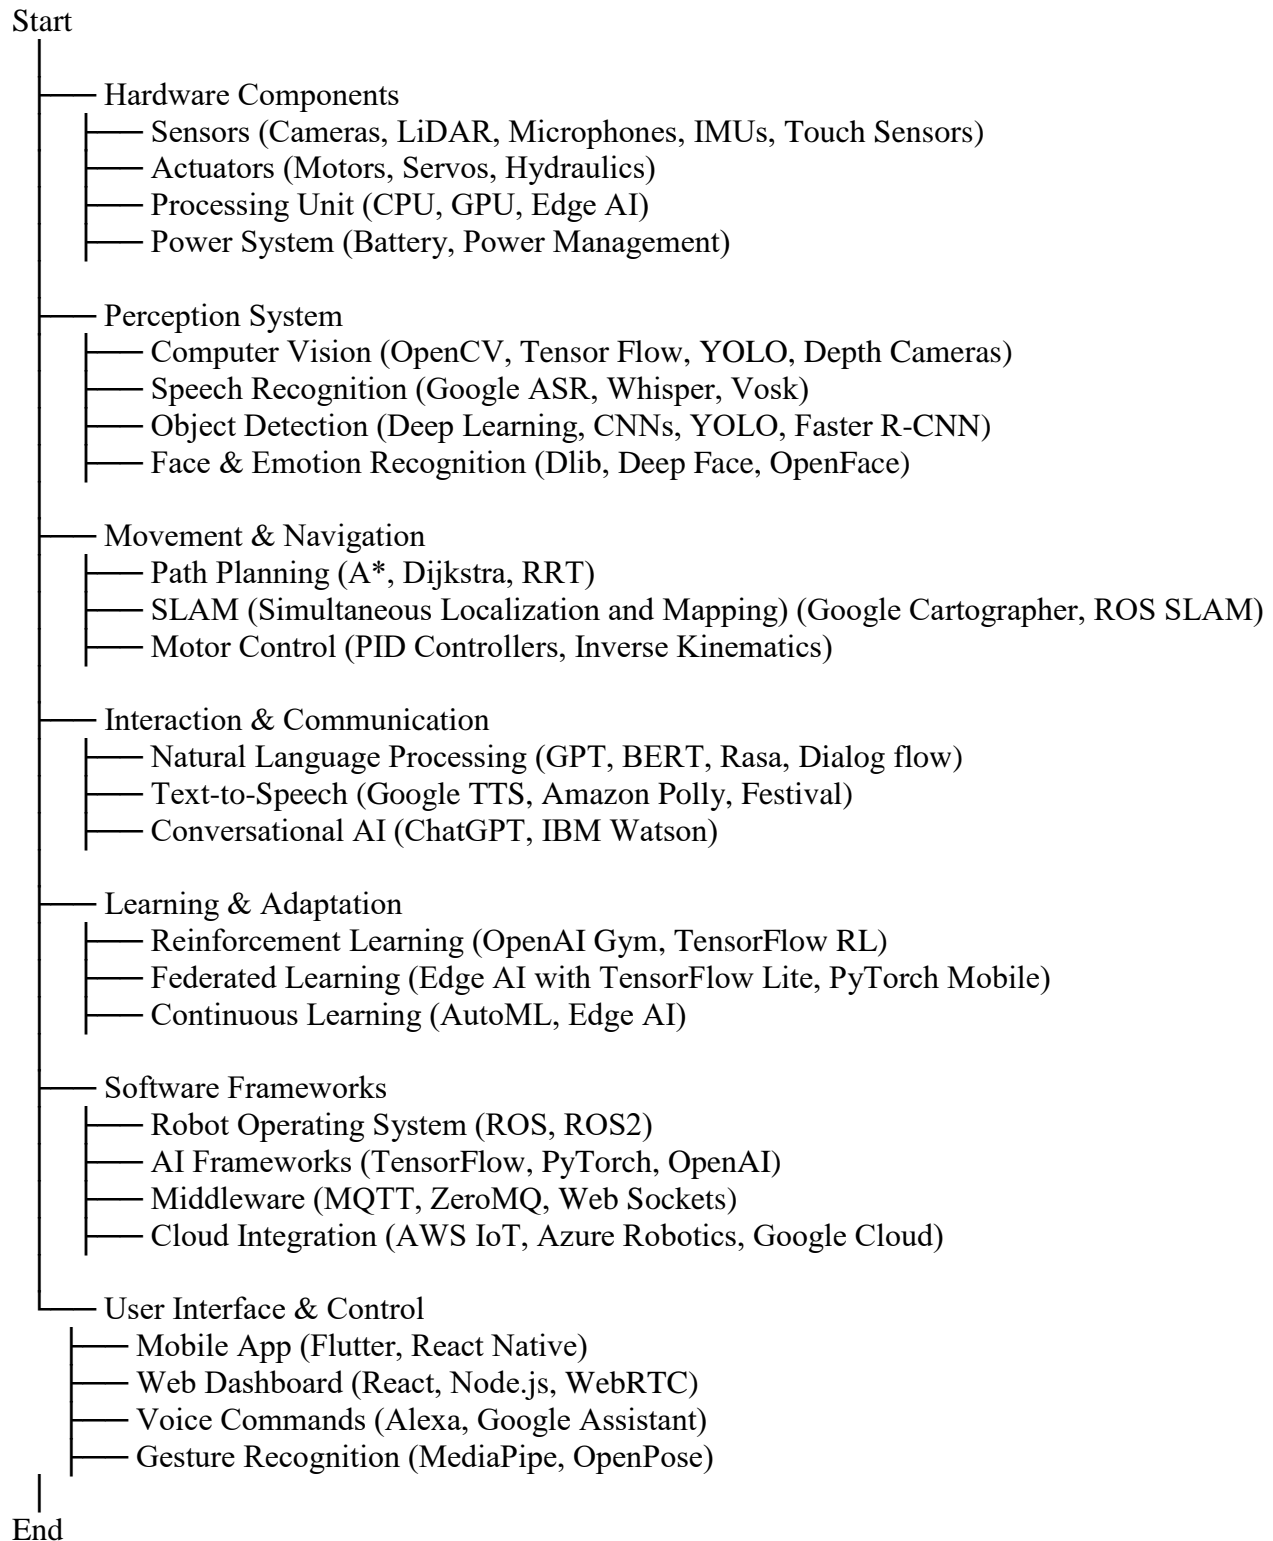 Start
Hardware Components
Sensors (Cameras, LiDAR, Microphones, IMUs, Touch Sensors)
Actuators (Motors, Servos, Hydraulics)
Processing Unit (CPU, GPU, Edge AI)
Power System (Battery, Power Management)
Perception System
Computer Vision (OpenCV, Tensor Flow, YOLO, Depth Cameras)
Speech Recognition (Google ASR, Whisper, Vosk)
Object Detection (Deep Learning, CNNs, YOLO, Faster R-CNN)
Face & Emotion Recognition (Dlib, Deep Face, OpenFace)
Movement & Navigation
Path Planning (A*, Dijkstra, RRT)
SLAM (Simultaneous Localization and Mapping) (Google Cartographer, ROS SLAM)
Motor Control (PID Controllers, Inverse Kinematics)
Interaction & Communication
Natural Language Processing (GPT, BERT, Rasa, Dialog flow)
Text-to-Speech (Google TTS, Amazon Polly, Festival)
Conversational AI (ChatGPT, IBM Watson)
Learning & Adaptation
Reinforcement Learning (OpenAI Gym, TensorFlow RL)
Federated Learning (Edge AI with TensorFlow Lite, PyTorch Mobile)
Continuous Learning (AutoML, Edge AI)
Software Frameworks
Robot Operating System (ROS, ROS2)
AI Frameworks (TensorFlow, PyTorch, OpenAI)
Middleware (MQTT, ZeroMQ, Web Sockets)
Cloud Integration (AWS IoT, Azure Robotics, Google Cloud)
User Interface & Control
Mobile App (Flutter, React Native)
Web Dashboard (React, Node.js, WebRTC)
Voice Commands (Alexa, Google Assistant)
Gesture Recognition (MediaPipe, OpenPose)
End